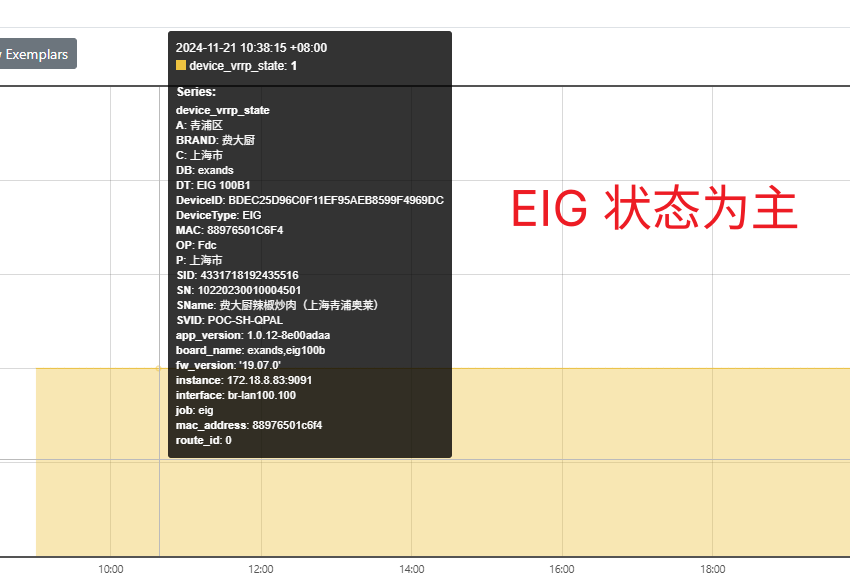 2024-11-21 10:38:15 +08:00
Exemplars
device_vrrp_state: 1
Series:
device_vrrp_state
A: 青浦区
BRAND: 费大厨
C: 上海市
DB: exands
DT: EIG 100B1
DeviceID: BDEC25D96C0F11EF95AEB8599F4969DC
DeviceType: EIG
MAC: 88976501C6F4
OP: Fdc
P: 上海市
SID: 4331718192435516
SN: 10220230010004501
SName: 费大厨辣椒炒肉（上海青浦奥莱）
SVID: POC-SH-QPAL
app_version: 1.0.12-8e00adaa
board_name: exands,eig100b
fw_version: '19.07.0'
instance: 172.18.8.83:9091
interface: br-lan100.100
job: eig
mac_address: 88976501c6f4
route_id: 0
EIG 状态为主
10:00
12:00
14:00
16:00
18:00